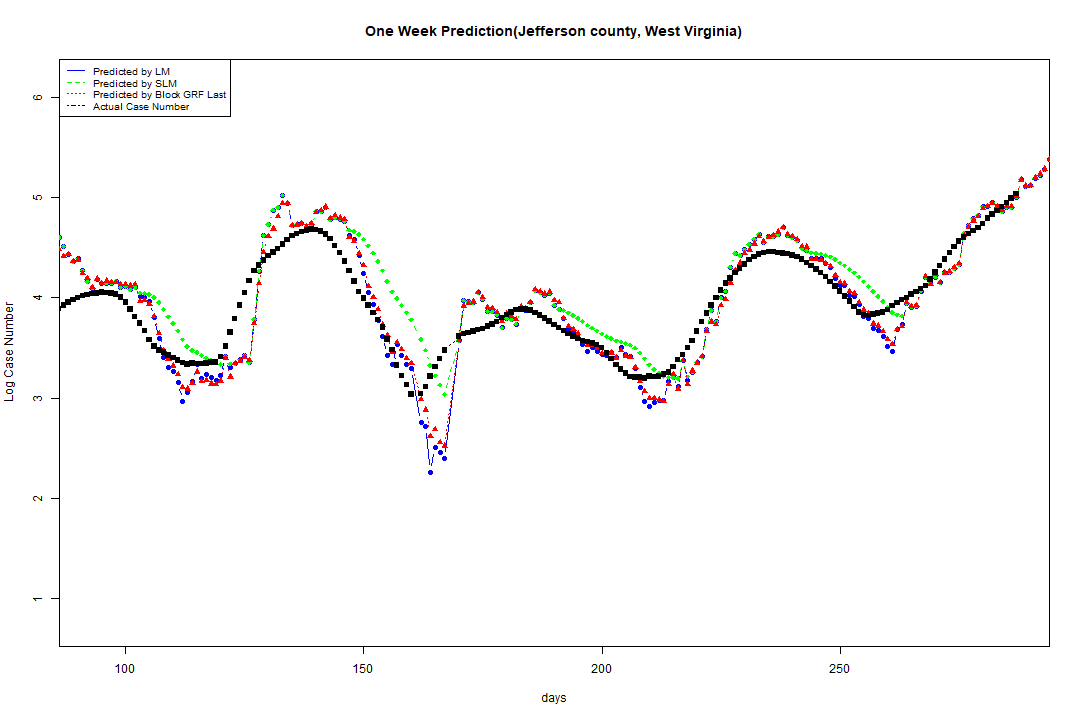 One Week Prediction(Jefferson county, West Virginia)
Predicted by LM
Predicted by SLM
Predicted by Block GRF Last
Actual Case Number
6
5
4
3
2
1
Log Case Number
100 150 200 250
days